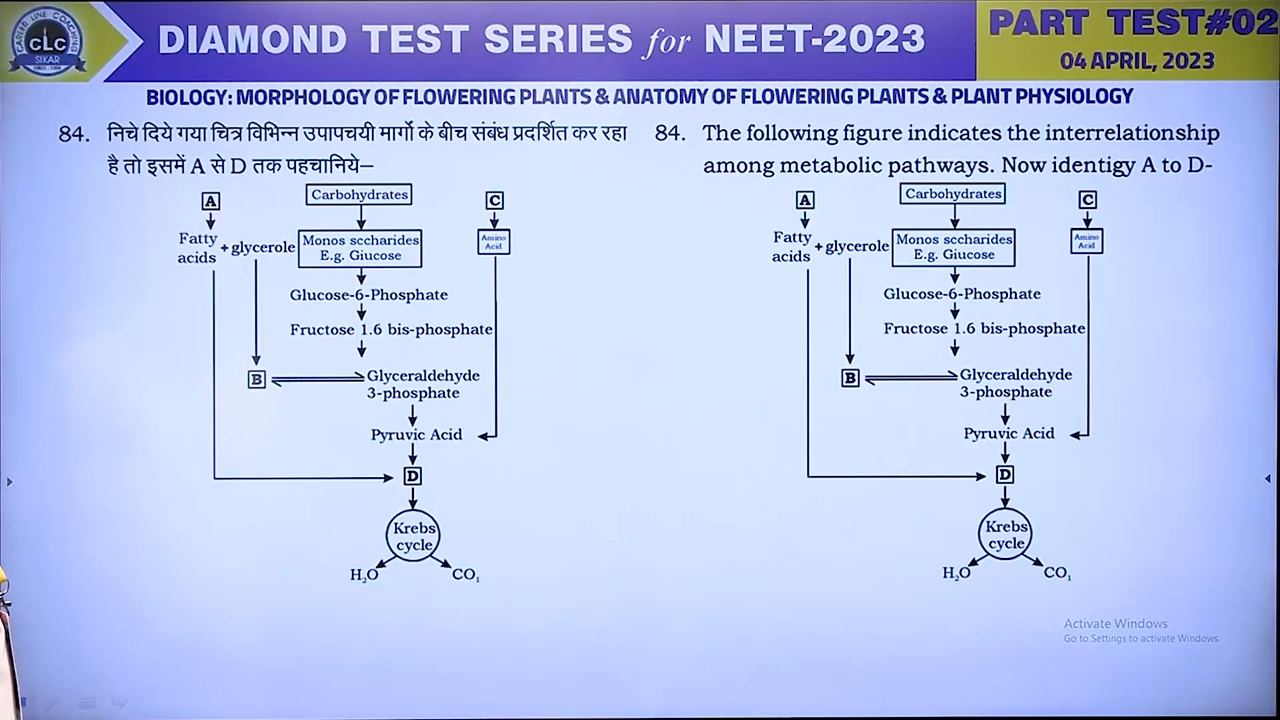 CAREER LINE COACHING
CLC
SIKAR
DIAMOND TEST SERIES for NEET-2023
PART TEST#02
04 APRIL, 2023
BIOLOGY: MORPHOLOGY OF FLOWERING PLANTS & ANATOMY OF FLOWERING PLANTS & PLANT PHYSIOLOGY
84. निचे दिये गया चित्र विभिन्न उपापचयी मार्गो के बीच संबंध प्रदर्शित कर रहा
है तो इसमें A से D तक पहचानिये–
A
Carbohydrates
C
Fatty
acids
+ glycerole
Monos sccharides
E.g. Giucose
Amino
Acid
Glucose-6-Phosphate
Fructose 1.6 bis-phosphate
B
Glyceraldehyde
3-phosphate
Pyruvic Acid
D
Krebs
cycle
H₂O
CO₁
84. The following figure indicates the interrelationship
among metabolic pathways. Now identigy A to D-
A
Carbohydrates
C
Fatty
acids
+ glycerole
Monos sccharides
E.g. Giucose
Amino
Acid
Glucose-6-Phosphate
Fructose 1.6 bis-phosphate
B
Glyceraldehyde
3-phosphate
Pyruvic Acid
D
Krebs
cycle
H₂O
CO₁
Activate Windows
Go to Settings to activate Windows.